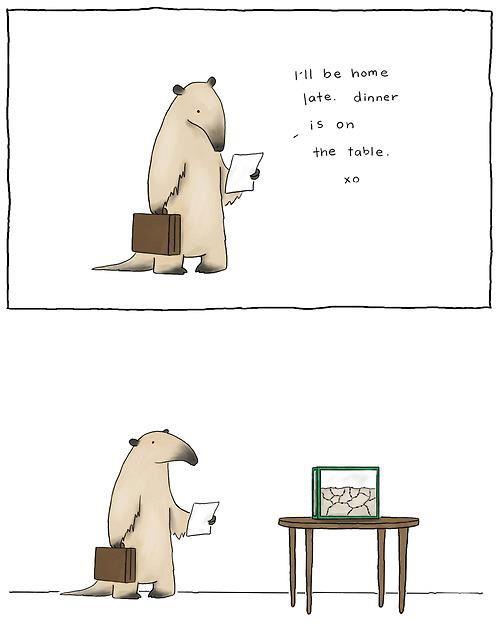 I'll be home
late. dinner
is on
the table.
xo